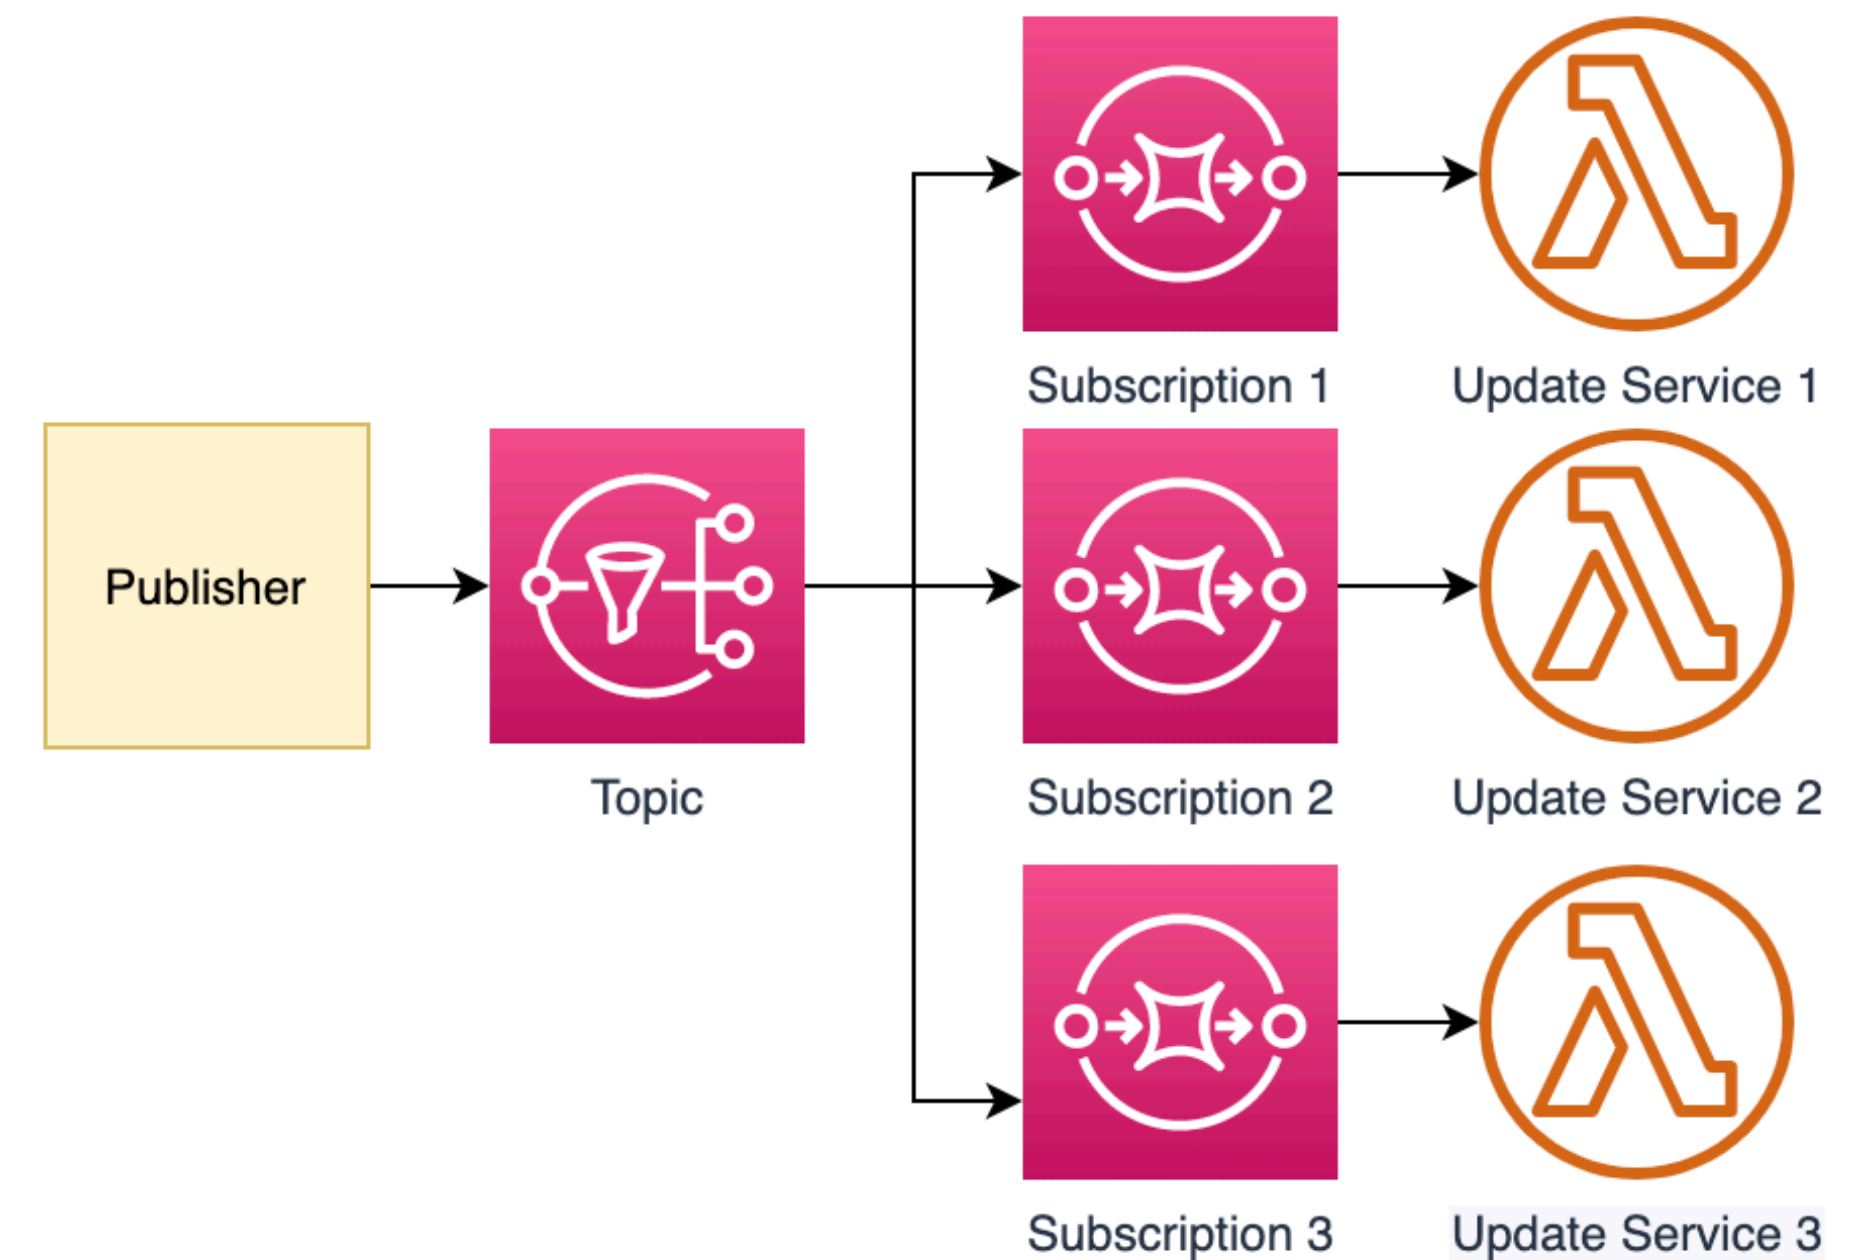 Subscription 1
Update Service 1
Publisher
Topic
Subscription 2
Update Service 2
Subscription 3
Update Service 3